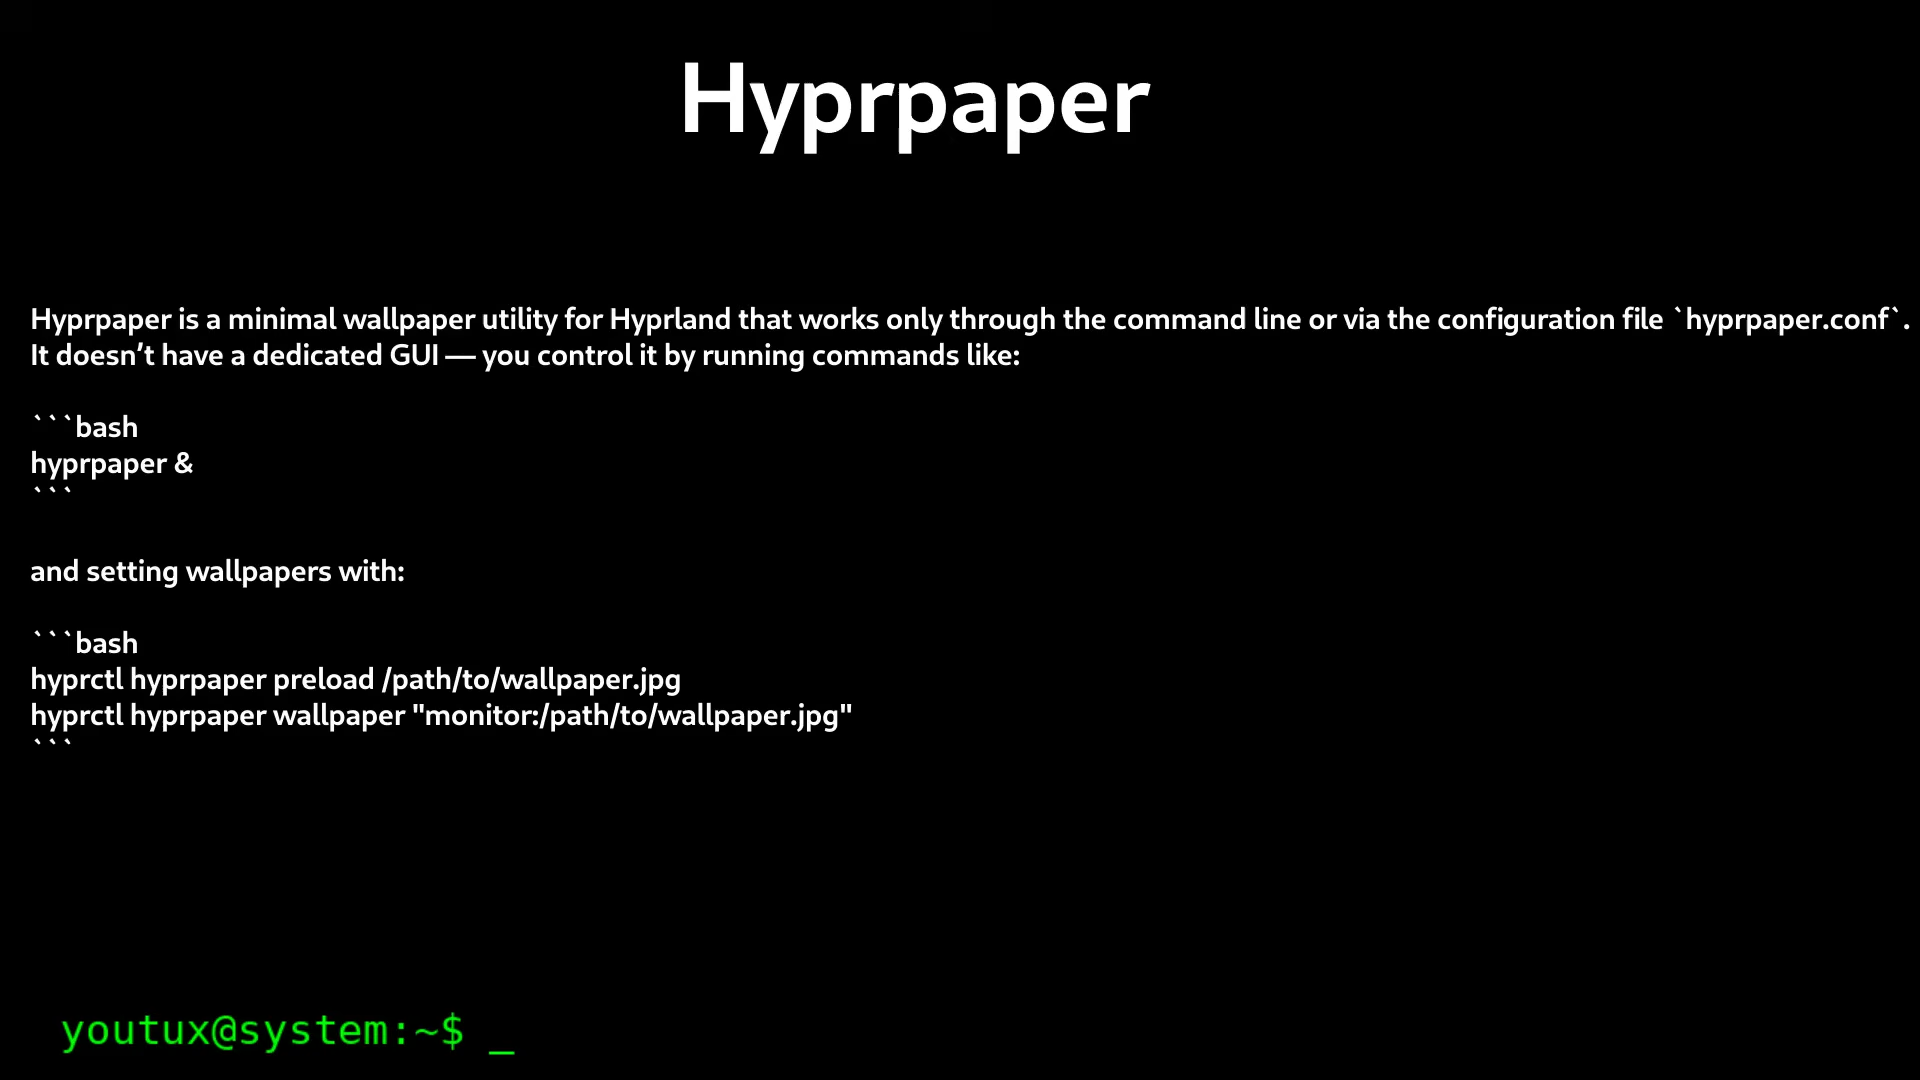 Hyprpaper
Hyprpaper is a minimal wallpaper utility for Hyprland that works only through the command line or via the configuration file `hyprpaper.conf`.
It doesn’t have a dedicated GUI — you control it by running commands like:
```bash
hyprpaper &
```
and setting wallpapers with:
```bash
hyprctl hyprpaper preload /path/to/wallpaper.jpg
hyprctl hyprpaper wallpaper "monitor:/path/to/wallpaper.jpg"
```
youtux@system:~$ _